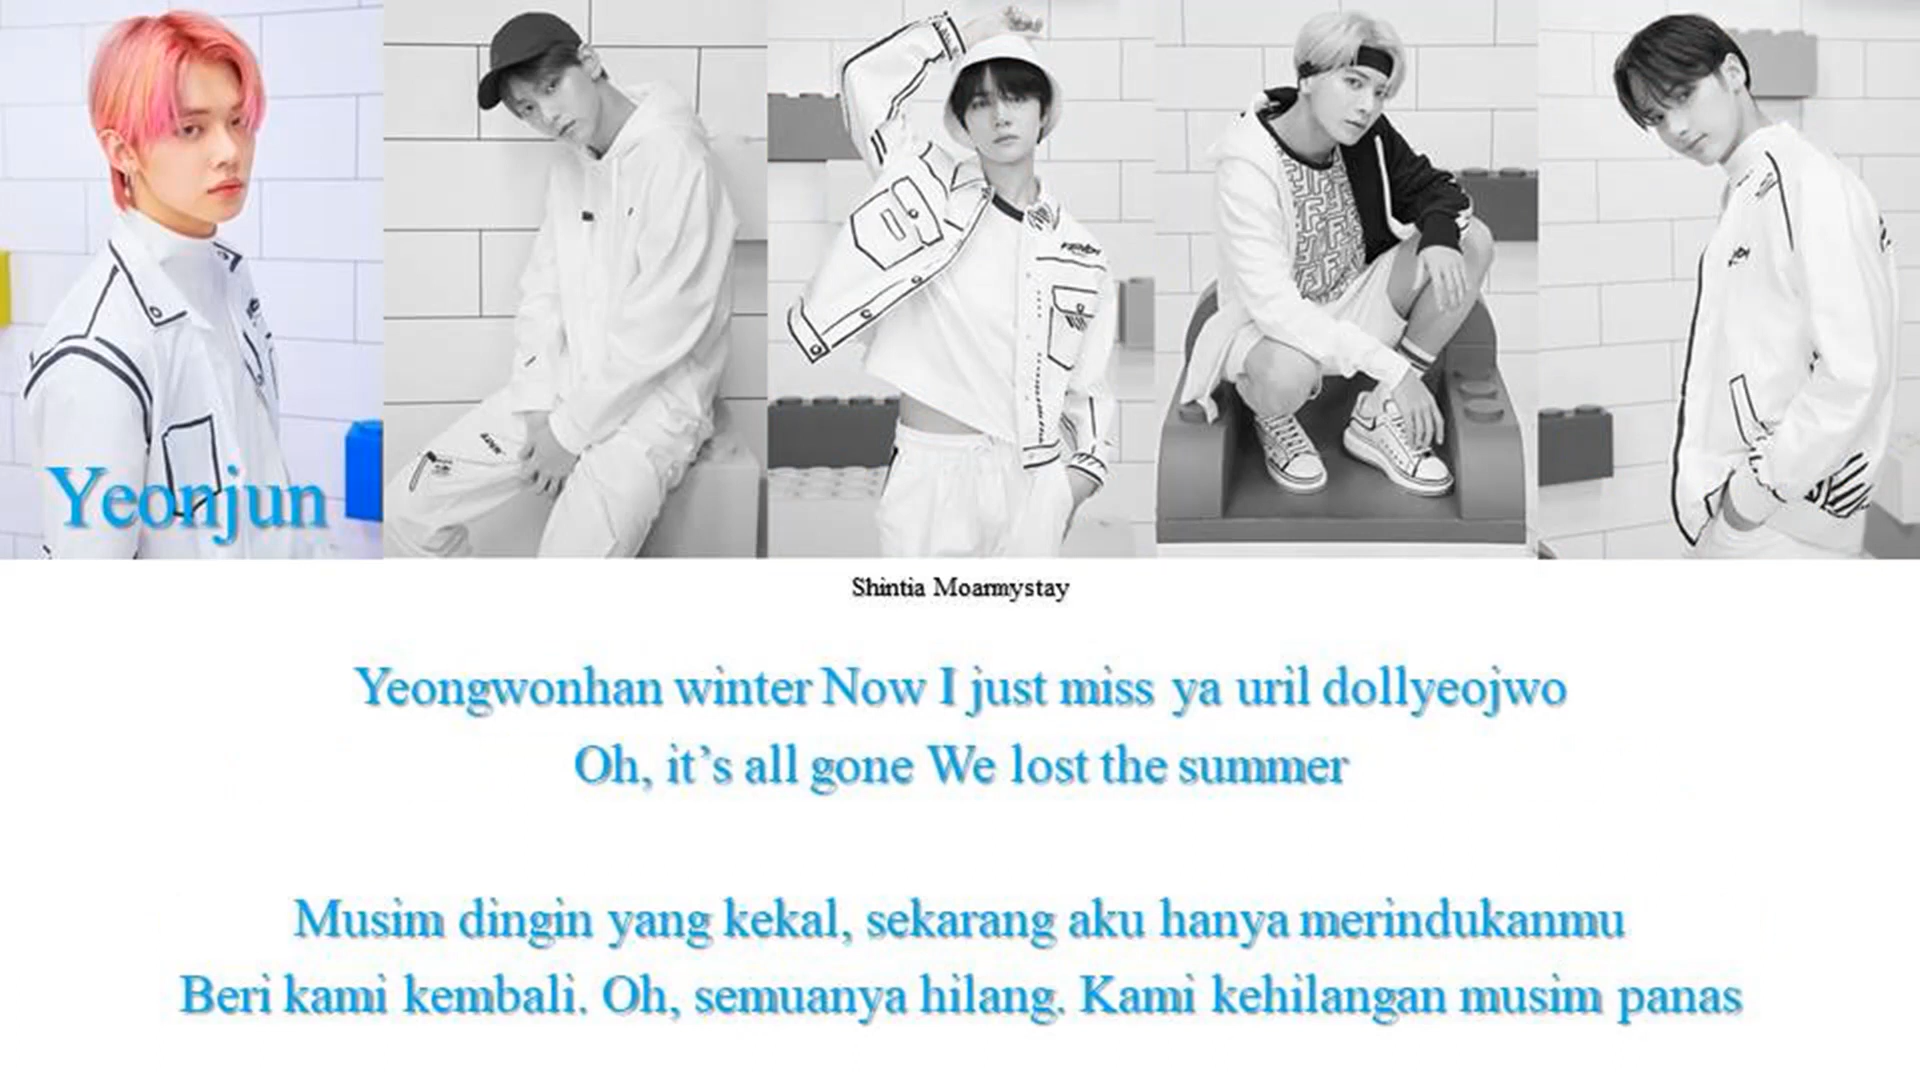 Yeonjun
Shintia Moarmystay
Yeongwonhan winter Now I just miss ya uril dollyeojwo
Oh, it’s all gone We lost the summer
Musim dingin yang kekal, sekarang aku hanya merindukanmu
Beri kami kembali. Oh, semuanya hilang. Kami kehilangan musim panas